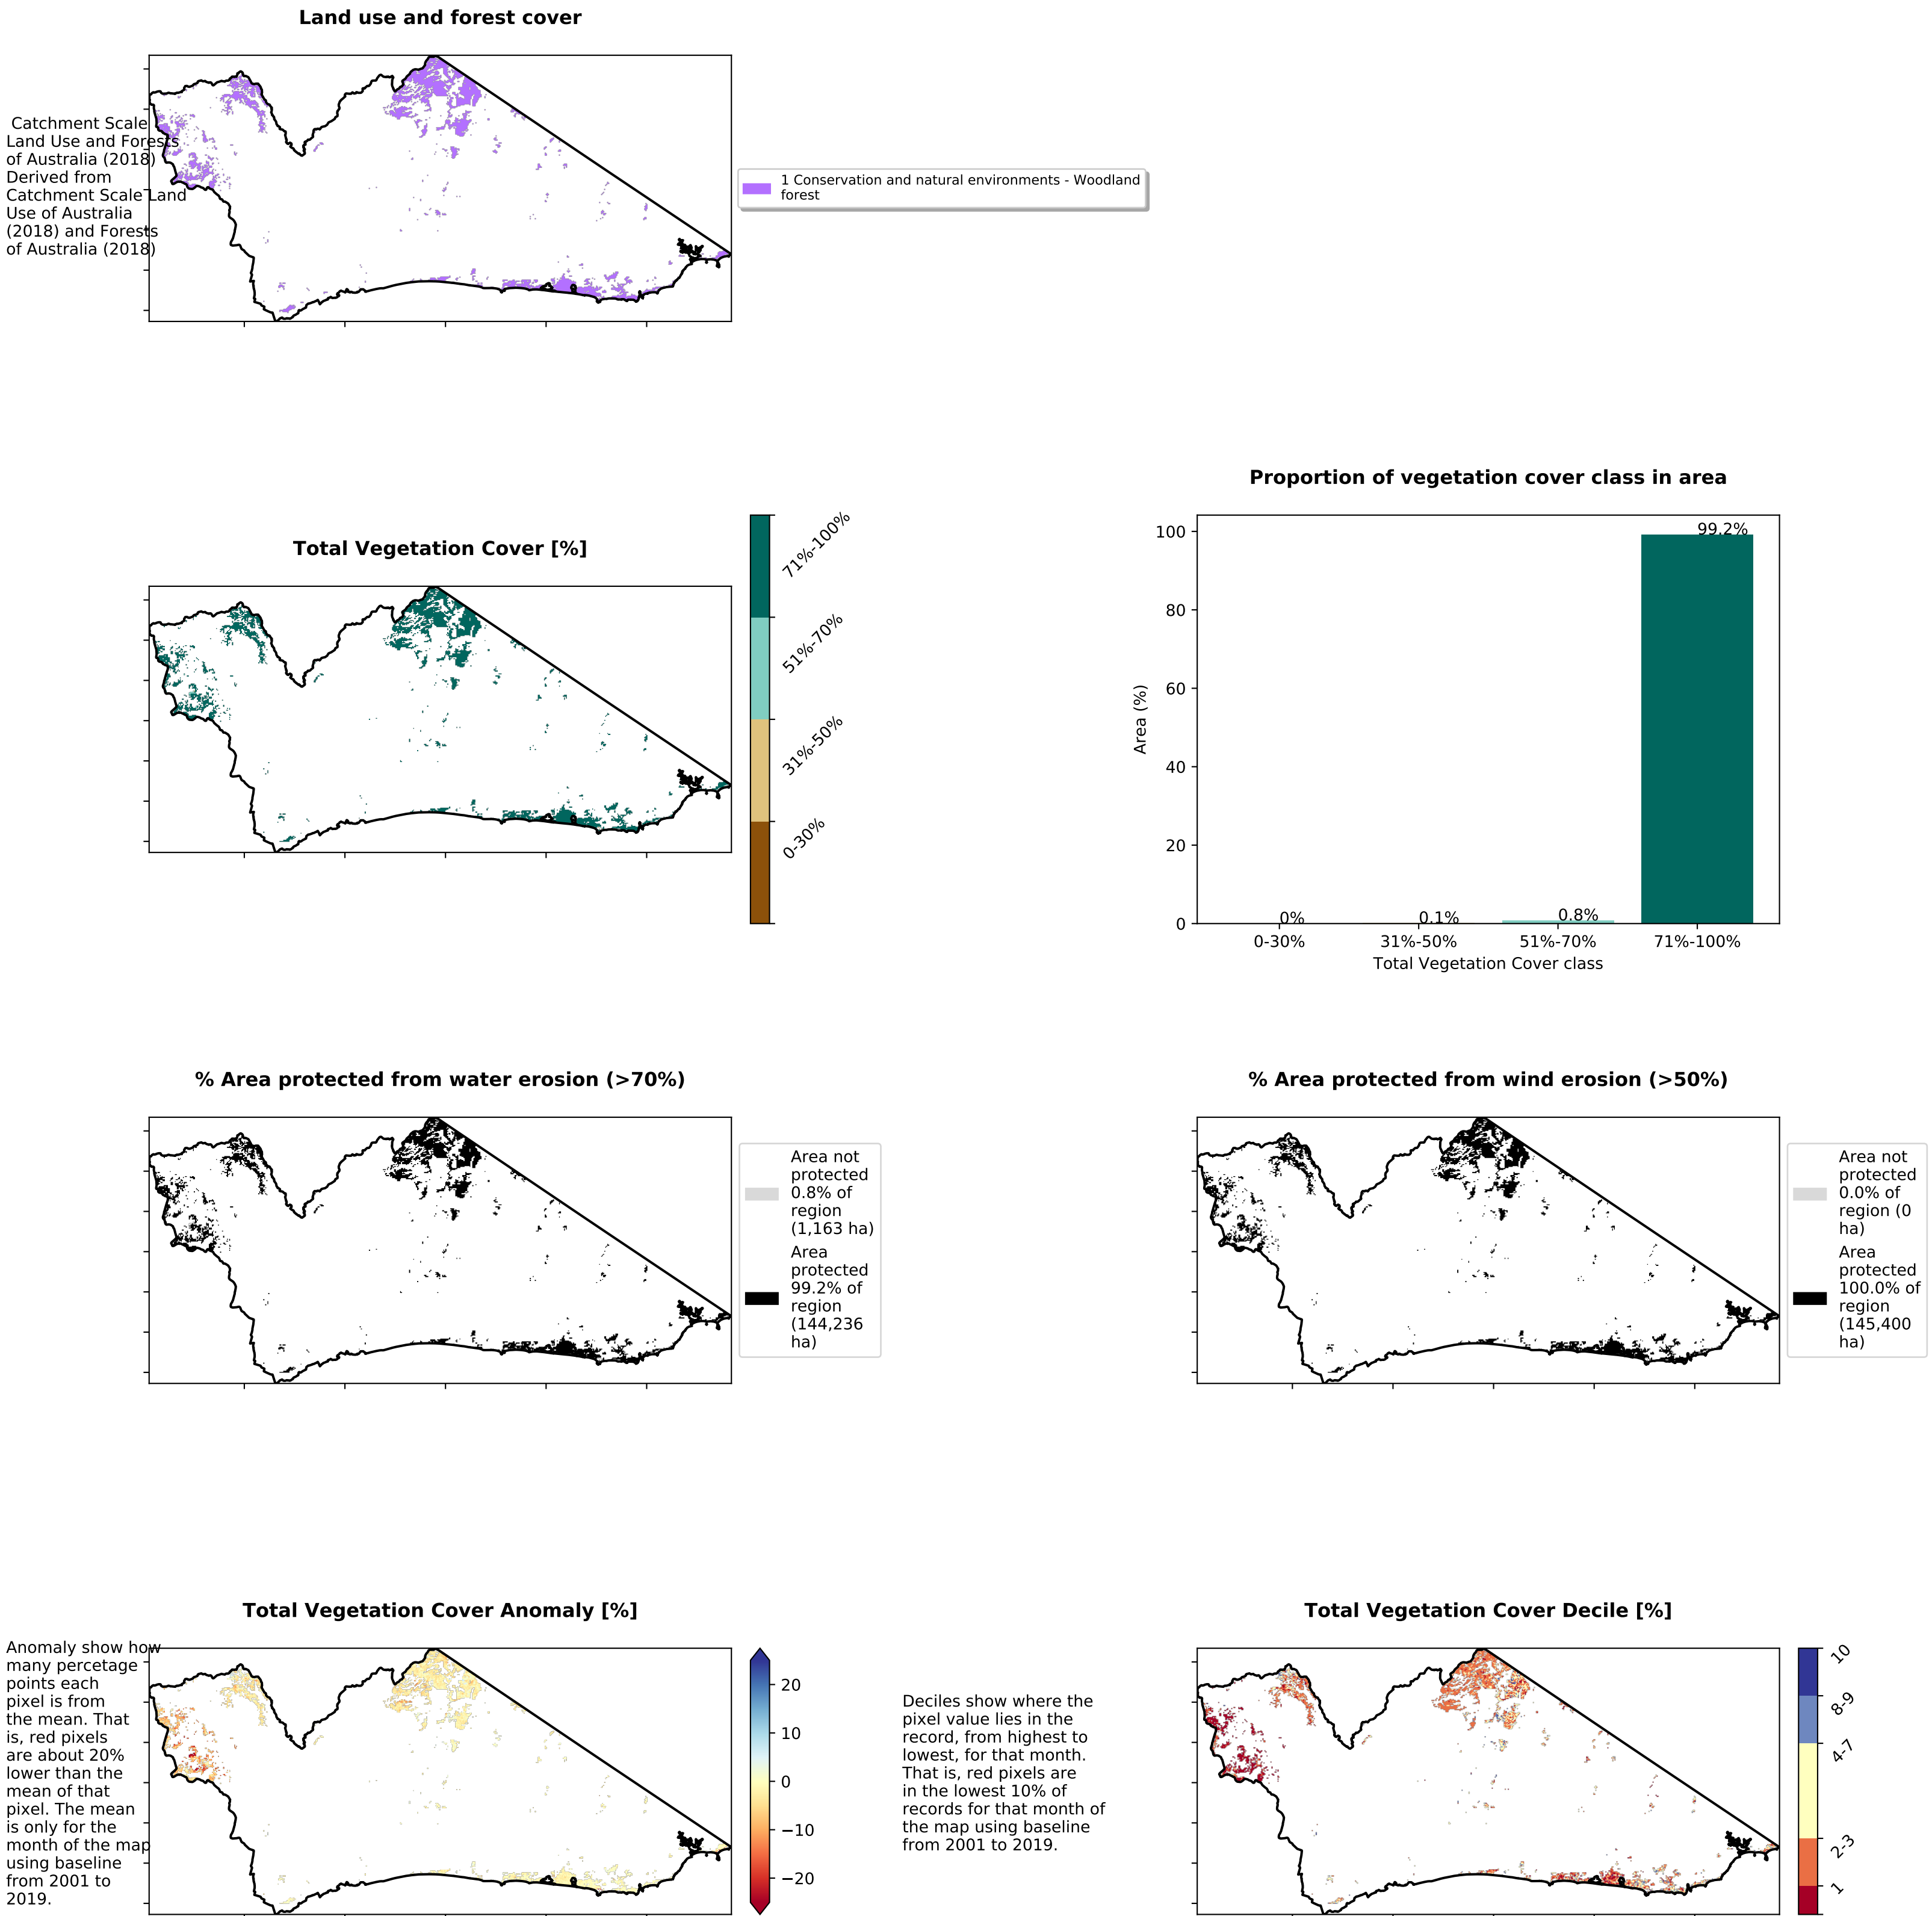 Land use and forest cover
Catchment Scale
Land Use and Forests
of Australia (2018)
Derived from
Catchment Scale Land
Use of Australia
(2018) and Forests
of Australia (2018)
1 Conservation and natural environments - Woodland
forest
Total Vegetation Cover [%]
71%-100%
51%-70%
31%-50%
0-30%
Proportion of vegetation cover class in area
Area (%)
100
80
60
40
20
0
0%
0.1%
0.8%
99.2%
0-30%
31%-50%
51%-70%
71%-100%
Total Vegetation Cover class
% Area protected from water erosion (>70%)
Area not
protected
0.8% of
region
(1,163 ha)
Area
protected
99.2% of
region
(144,236
ha)
% Area protected from wind erosion (>50%)
Area not
protected
0.0% of
region (0
ha)
Area
protected
100.0% of
region
(145,400
ha)
Total Vegetation Cover Anomaly [%]
Anomaly show how
many percetage
points each
pixel is from
the mean. That
is, red pixels
are about 20%
lower than the
mean of that
pixel. The mean
is only for the
month of the map
using baseline
from 2001 to
2019.
20
10
0
−10
−20
Total Vegetation Cover Decile [%]
Deciles show where the
pixel value lies in the
record, from highest to
lowest, for that month.
That is, red pixels are
in the lowest 10% of
records for that month of
the map using baseline
from 2001 to 2019.
10
8-9
4-7
2-3
1